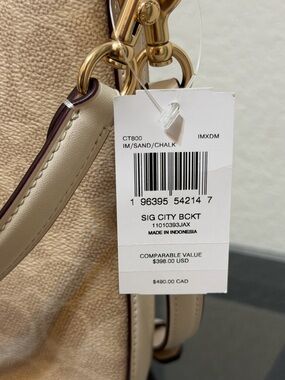 CT800 IMXDM
IM/SAND/CHALK
1 96395 54214 7
SIG CITY BCKT
11010393JAX
MADE IN INDONESIA
COMPARABLE VALUE
$398.00 USD
$490.00 CAD